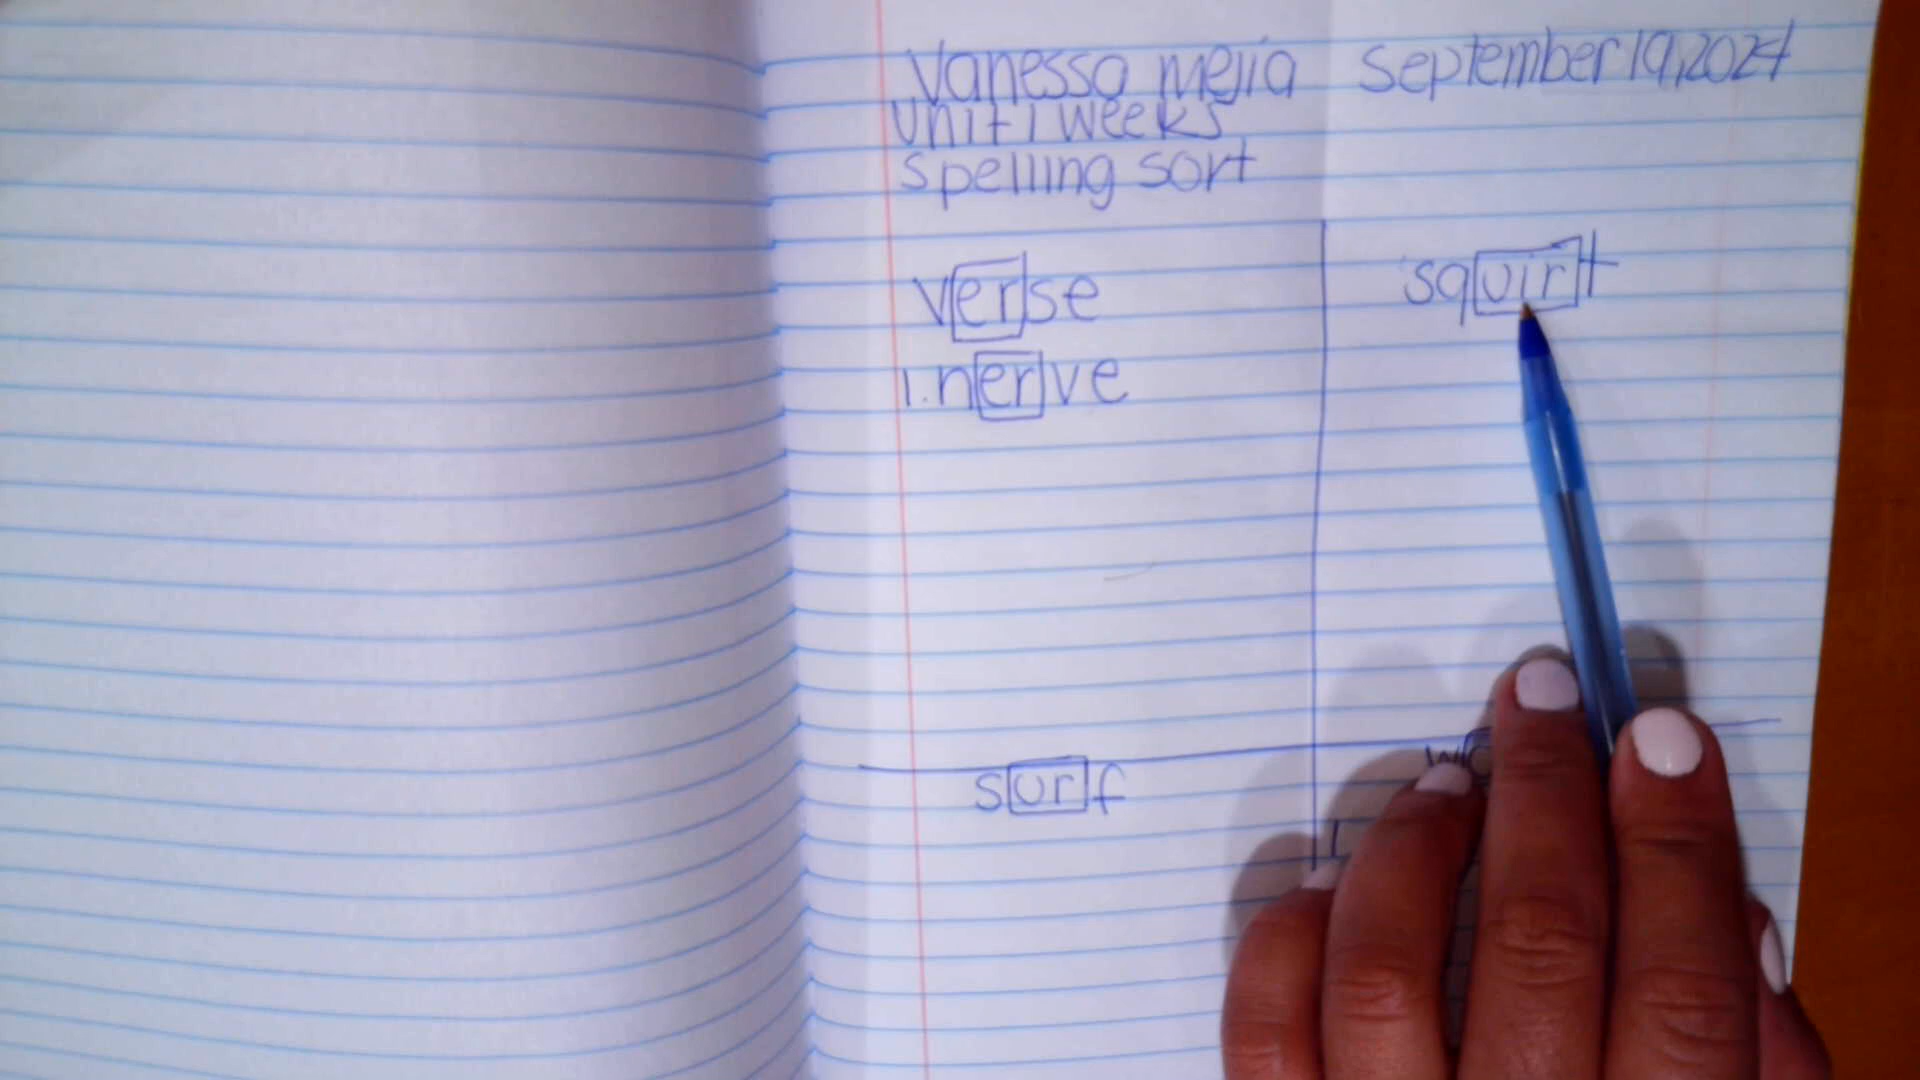 Vanessa Mejia September 19, 2024
Unit 1 Week 5
Spelling sort
verse
squirt
1. nerve
surf